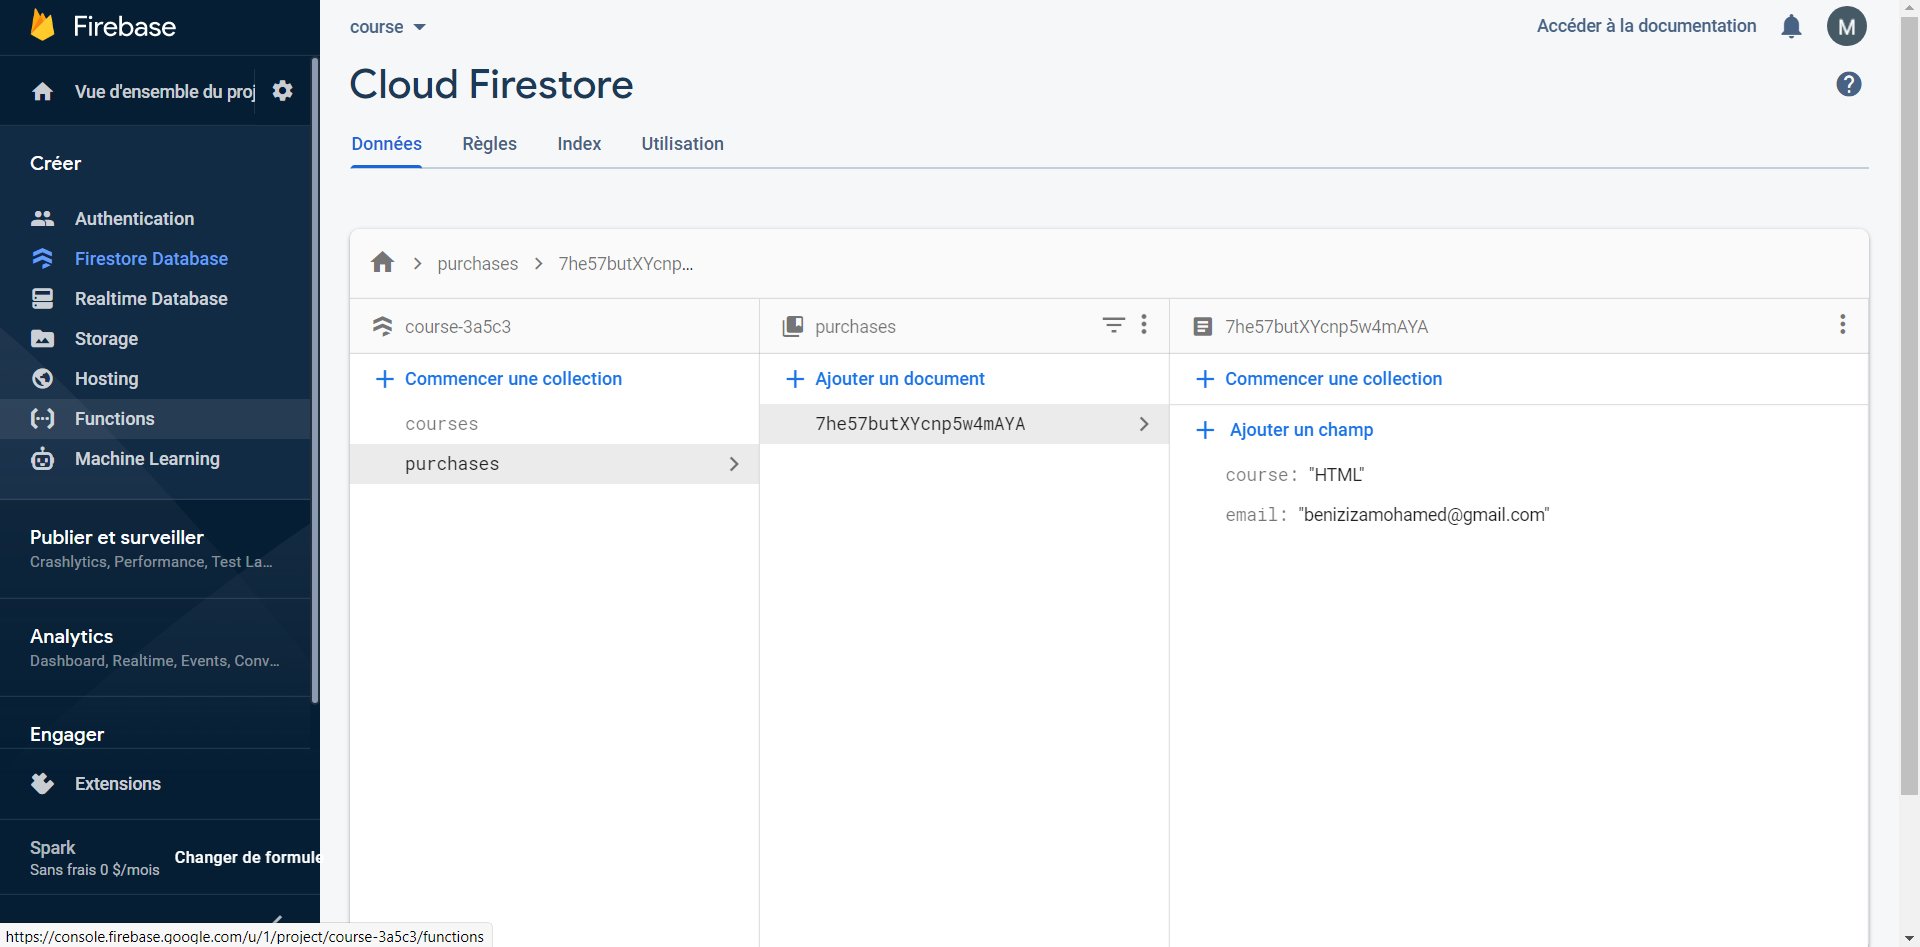 Firebase
Vue d'ensemble du proj
Créer
Authentication
Firestore Database
Realtime Database
Storage
Hosting
Functions
Machine Learning
Publier et surveiller
Crashlytics, Performance, Test La...
Analytics
Dashboard, Realtime, Events, Conv...
Engager
Extensions
Spark
Sans frais 0 $/mois
Changer de formule
course
Accéder à la documentation
M
Cloud Firestore
?
Données Règles Index Utilisation
purchases 7he57butXYcnp...
course-3a5c3
Commencer une collection
courses
purchases
purchases
Ajouter un document
7he57butXYcnp5w4mAYA
7he57butXYcnp5w4mAYA
Commencer une collection
Ajouter un champ
course: "HTML"
email: "benizizamohamed@gmail.com"
https://console.firebase.google.com/u/1/project/course-3a5c3/functions